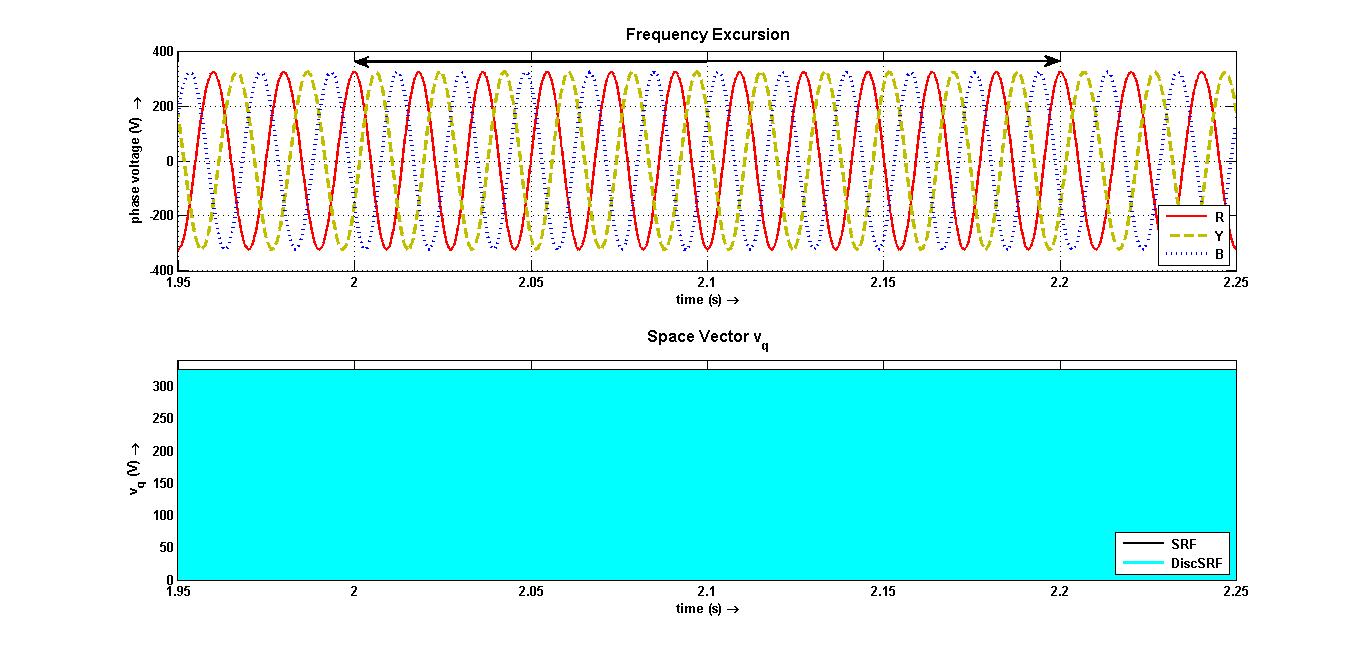 Frequency Excursion
phase voltage (V) →
400
200
0
-200
-400
1.95 2 2.05 2.1 2.15 2.2 2.25
time (s) →
R
Y
B
Space Vector vq
vq (V) →
300
250
200
150
100
50
0
1.95 2 2.05 2.1 2.15 2.2 2.25
time (s) →
SRF
DiscSRF